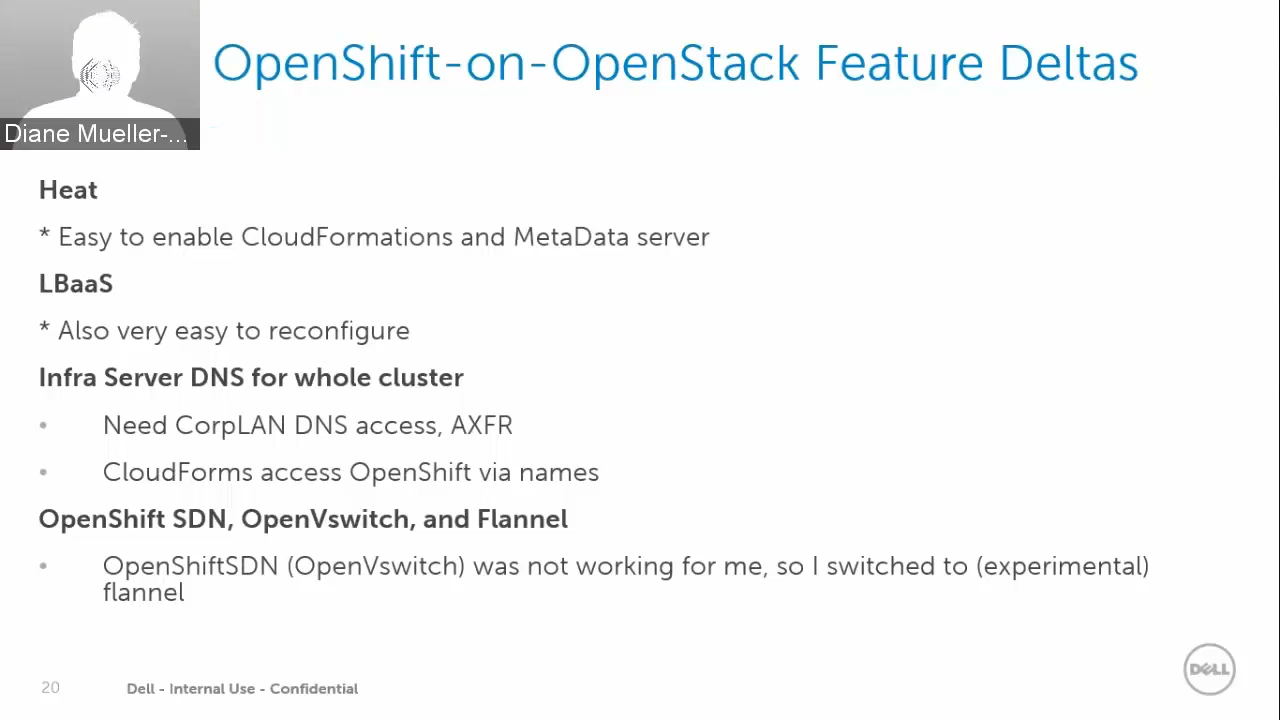 OpenShift-on-OpenStack Feature Deltas
Diane Mueller-...
Heat
* Easy to enable CloudFormations and MetaData server
LBaaS
* Also very easy to reconfigure
Infra Server DNS for whole cluster
• Need CorpLAN DNS access, AXFR
• CloudForms access OpenShift via names
OpenShift SDN, OpenVswitch, and Flannel
• OpenShiftSDN (OpenVswitch) was not working for me, so I switched to (experimental)
flannel
20 Dell - Internal Use - Confidential
DELL